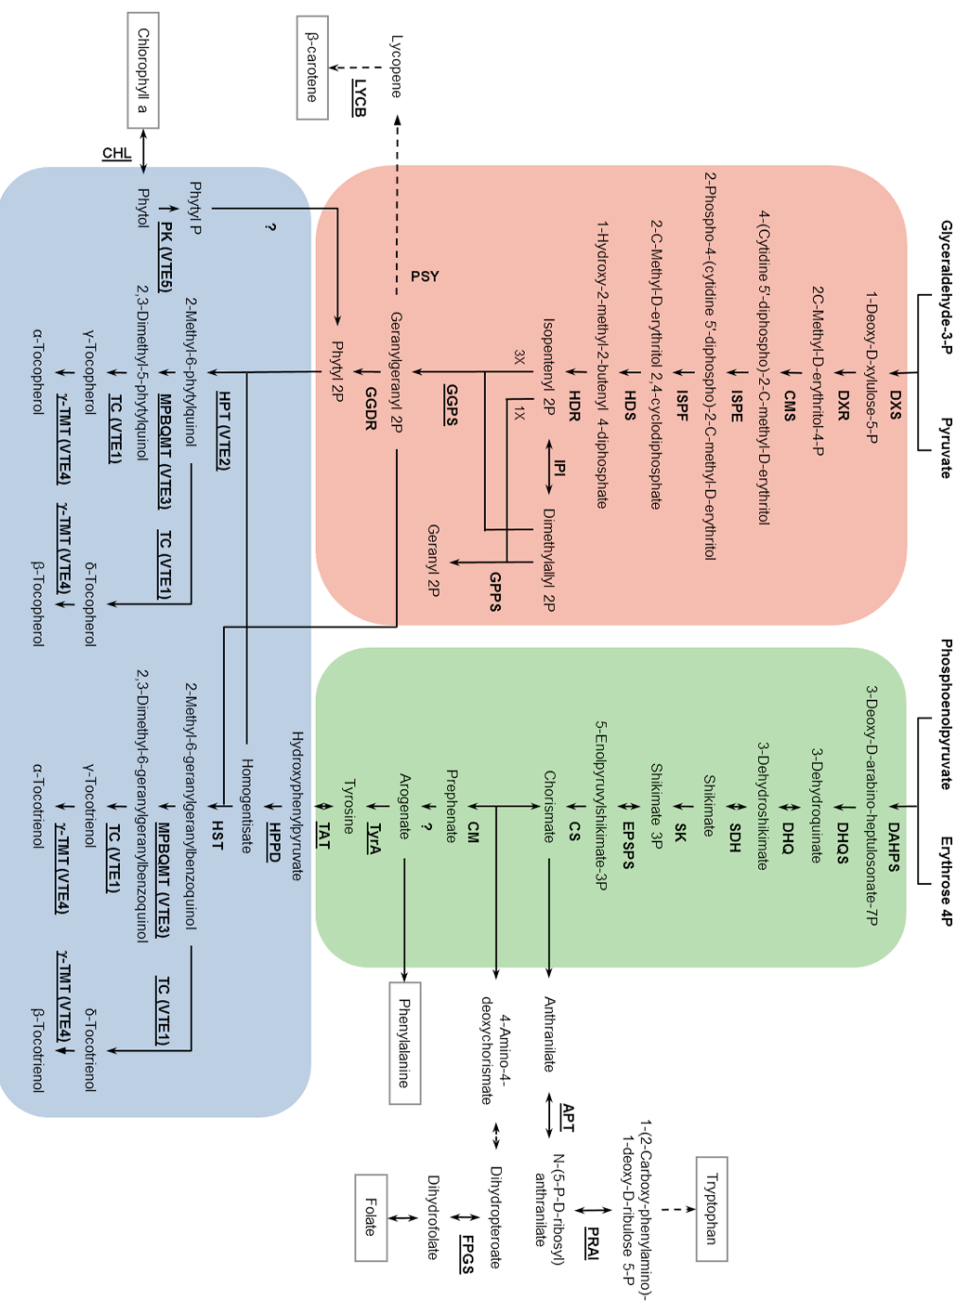 Glyceraldehyde-3-P
Pyruvate
DXS
1-Deoxy-D-xylulose-5-P
DXR
2C-Methyl-D-erythritol-4-P
CMS
4-(Cytidine 5'-diphospho)-2-C-methyl-D-erythritol
ISPE
2-Phospho-4-(cytidine 5'-diphospho)-2-C-methyl-D-erythritol
ISPF
2-C-Methyl-D-erythritol 2,4-cyclodiphosphate
HDS
1-Hydroxy-2-methyl-2-butenyl 4-diphosphate
HDR
Isopentenyl 2P
IPI
Dimethylallyl 2P
3X
1X
GPPS
Geranyl 2P
GGPS
Geranylgeranyl 2P
PSY
Lycopene
LYCB
β-carotene
GGDR
Phytyl 2P
?
Chlorophyll a
CHL
Phytol
PK (VTE5)
Phytyl P
HPT (VTE2)
2-Methyl-6-phytylquinol
MPBQMT (VTE3)
2,3-Dimethyl-5-phytylquinol
TC (VTE1)
γ-Tocopherol
γ-TMT (VTE4)
α-Tocopherol
TC (VTE1)
δ-Tocopherol
γ-TMT (VTE4)
β-Tocopherol
Phosphoenolpyruvate
Erythrose 4P
DAHPS
3-Deoxy-D-arabino-heptulosonate-7P
DHQS
3-Dehydroquinate
DHQ
3-Dehydroshikimate
SDH
Shikimate
SK
Shikimate 3P
EPSPS
5-Enolpyruvylshikimate-3P
CS
Chorismate
CM
Prephenate
?
Arogenate
TyrA
Tyrosine
TAT
Hydroxyphenylpyruvate
HPPD
Homogentisate
HST
2-Methyl-6-geranylgeranylbenzoquinol
MPBQMT (VTE3)
2,3-Dimethyl-6-geranylgeranylbenzoquinol
TC (VTE1)
γ-Tocotrienol
γ-TMT (VTE4)
α-Tocotrienol
TC (VTE1)
δ-Tocotrienol
γ-TMT (VTE4)
β-Tocotrienol
Anthranilate
APT
N-(5-P-D-ribosyl)
anthranilate
PRAI
1-(2-Carboxy-phenylamino)-
1-deoxy-D-ribulose 5-P
Tryptophan
4-Amino-4-
deoxychorismate
Dihydropteroate
FPGS
Dihydrofolate
Folate
Phenylalanine